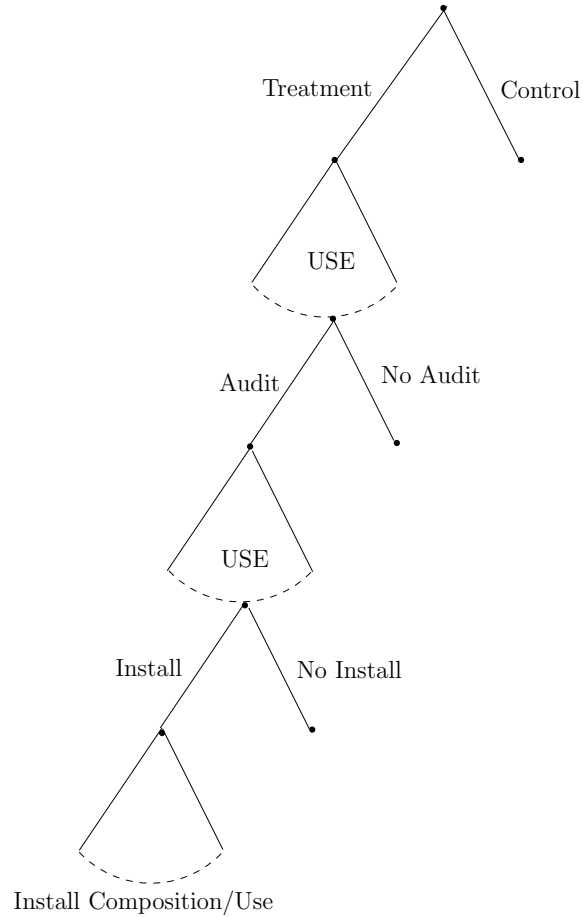 Treatment
Control
USE
Audit
No Audit
USE
Install
No Install
Install Composition/Use